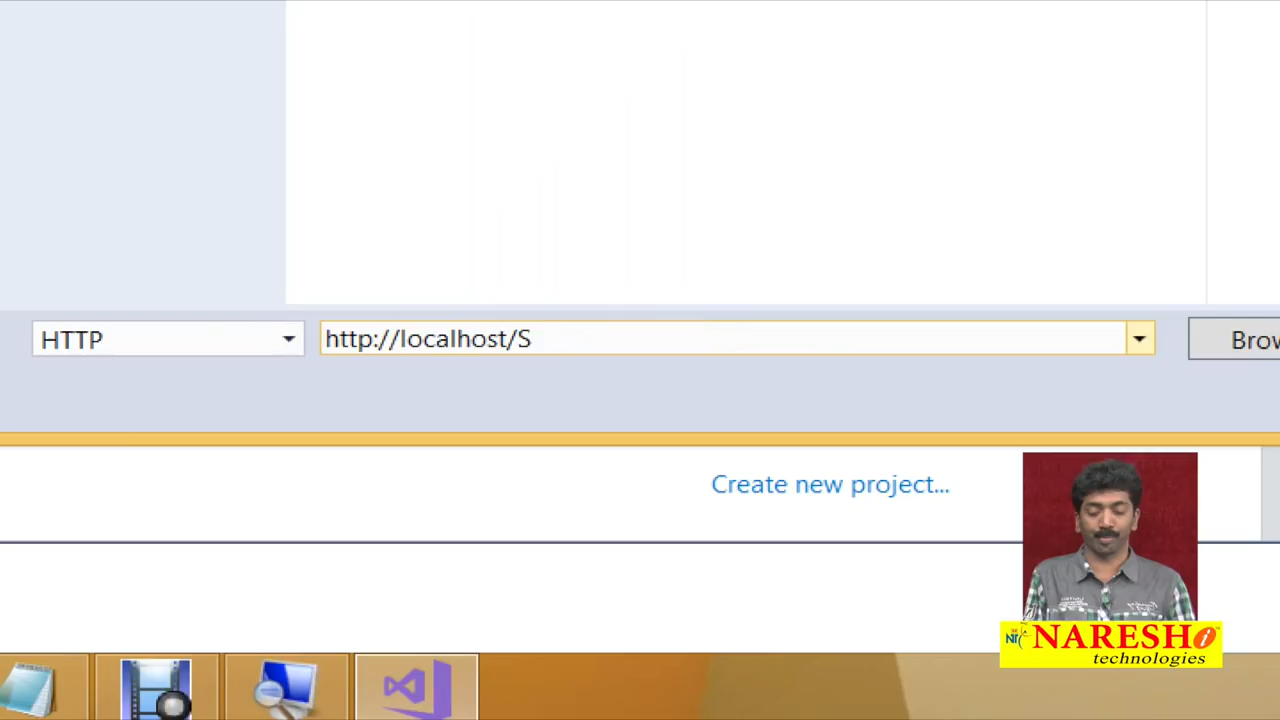 HTTP
http://localhost/S
Brow
Create new project...
NARESH i
technologies